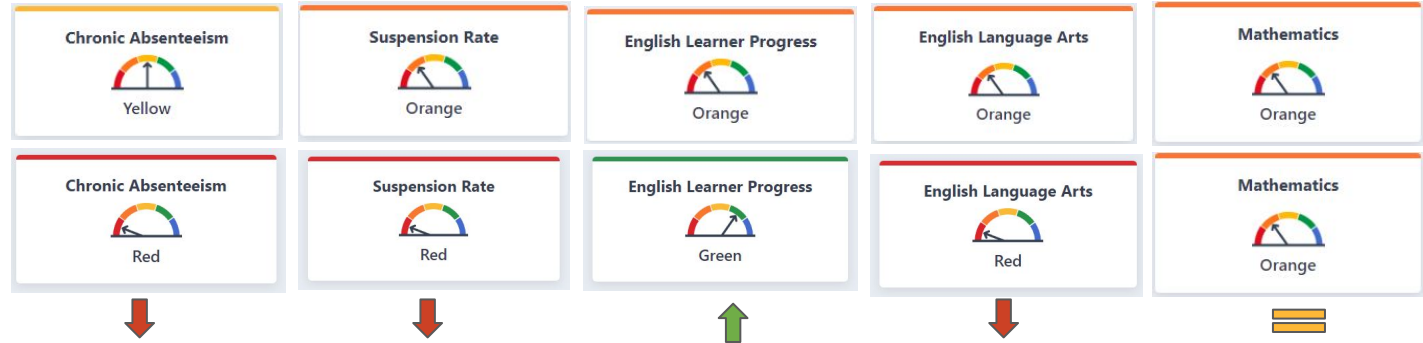 Chronic Absenteeism
Yellow
Suspension Rate
Orange
English Learner Progress
Orange
English Language Arts
Orange
Mathematics
Orange
Chronic Absenteeism
Red
Suspension Rate
Red
English Learner Progress
Green
English Language Arts
Red
Mathematics
Orange